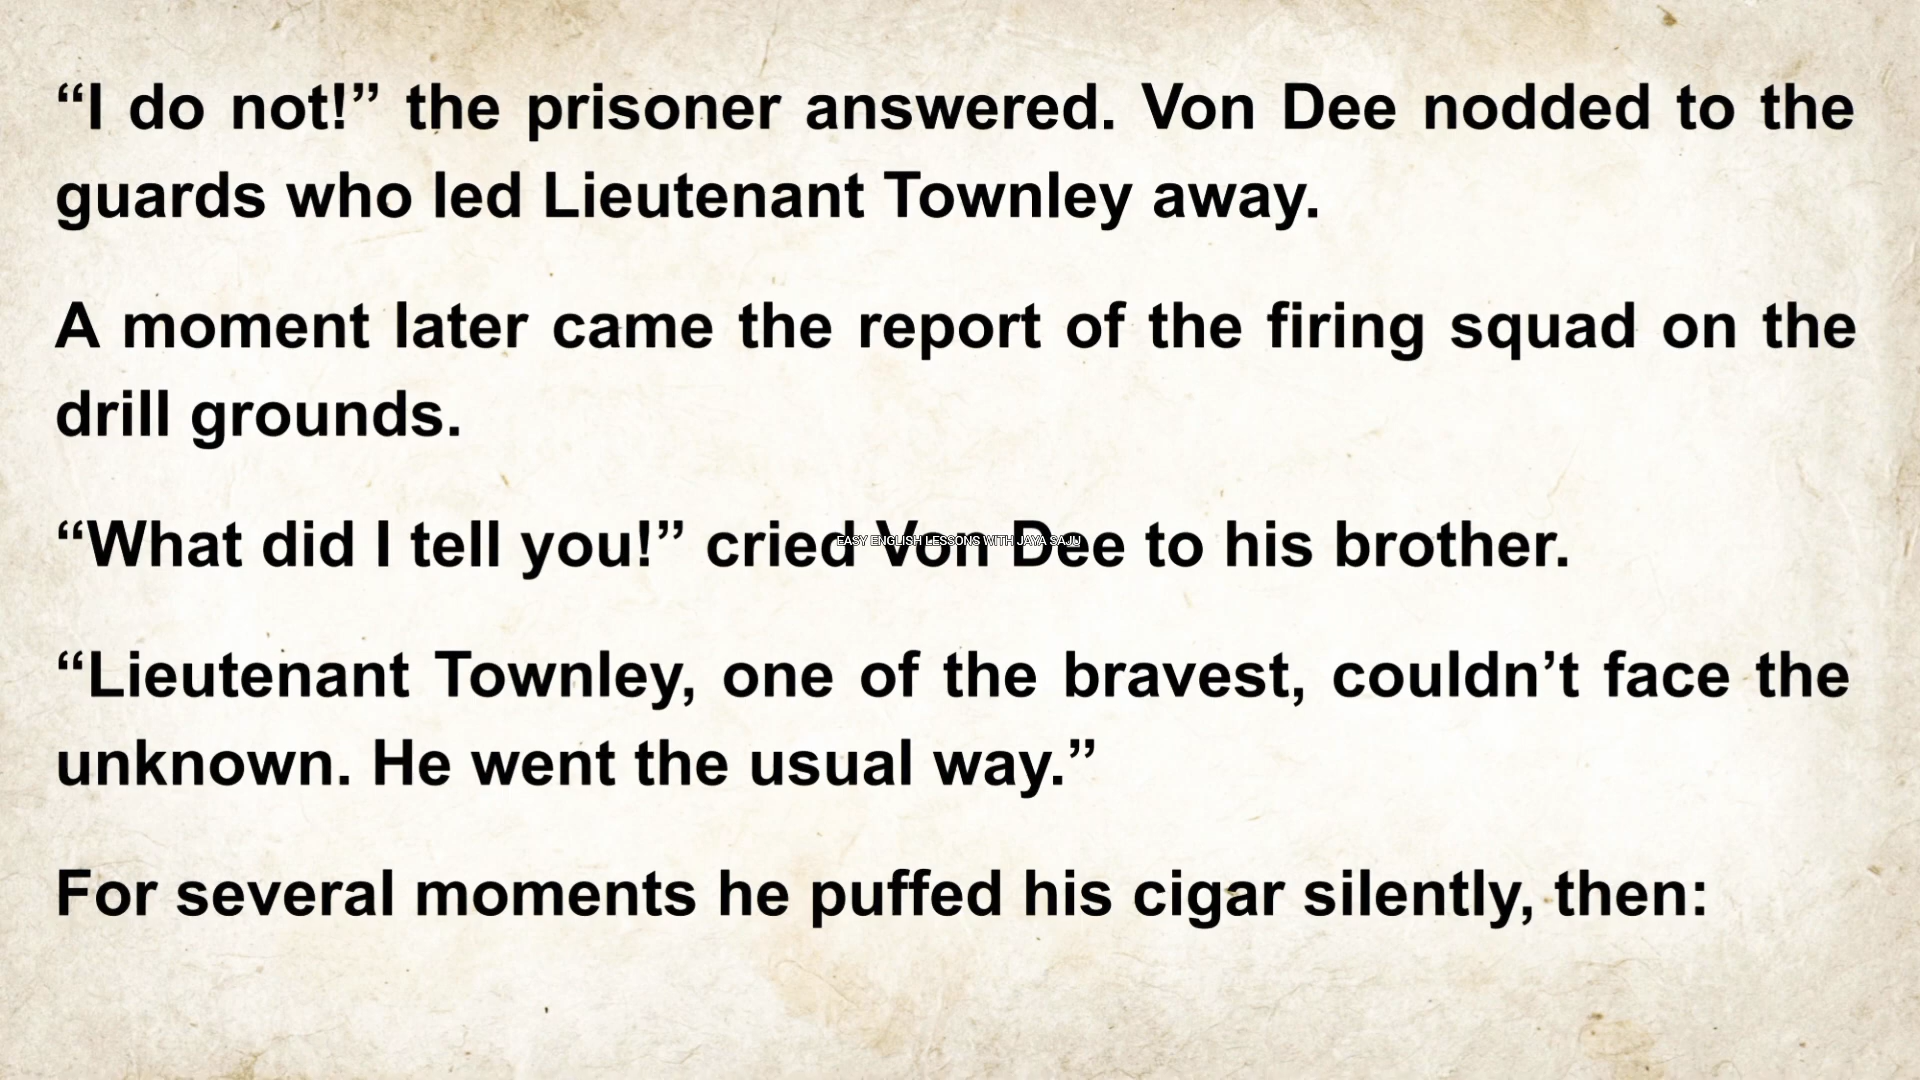 “I do not!” the prisoner answered. Von Dee nodded to the
guards who led Lieutenant Townley away.
A moment later came the report of the firing squad on the
drill grounds.
“What did I tell you!” cried Von Dee to his brother.
EASY ENGLISH LESSONS WITH JAYA SAJU
“Lieutenant Townley, one of the bravest, couldn’t face the
unknown. He went the usual way.”
For several moments he puffed his cigar silently, then: